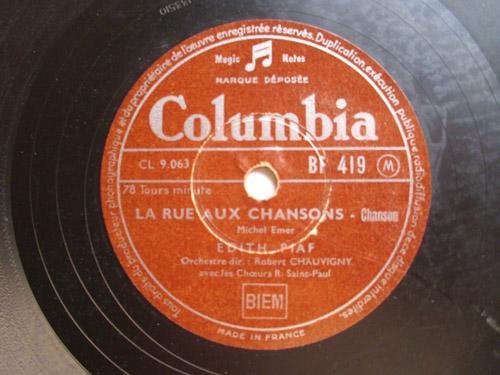 Tous droits du producteur phonographique et du propriétaire de l'œuvre enregistrée réservés. Duplication, exécution publique, radiodiffusion de ce disque interdites.
Magic Notes
MARQUE DÉPOSÉE
Columbia
CL 9.063
BF 419 M
78 Tours minute
LA RUE AUX CHANSONS - Chanson
Michel Emer
EDITH PIAF
Orchestre dir.: Robert CHAUVIGNY
avec les Chœurs R. Saint-Paul
BIEM
MADE IN FRANCE